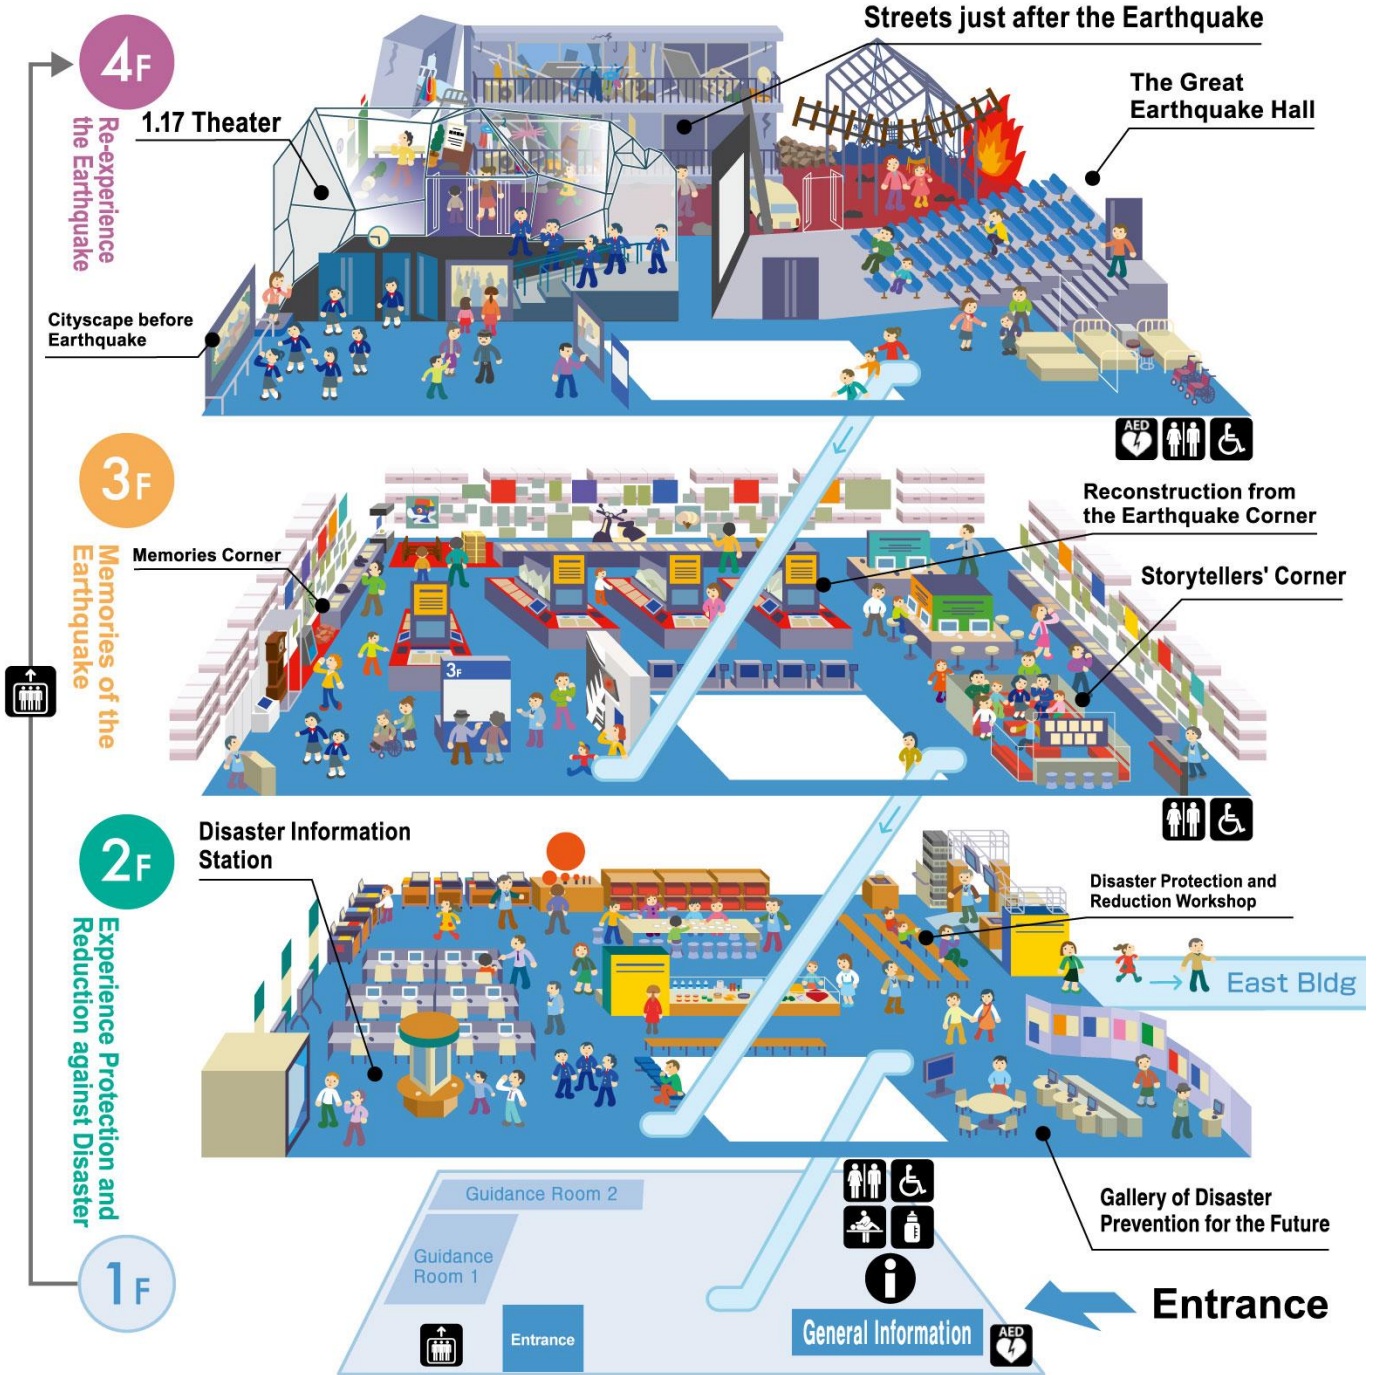 Streets just after the Earthquake
4F
The Great
Earthquake Hall
1.17 Theater
Re-experience
the Earthquake
Cityscape before
Earthquake
AED
3F
Reconstruction from
the Earthquake Corner
Memories Corner
Storytellers' Corner
Memories of the
Earthquake
3F
Disaster Information
Station
2F
Disaster Protection and
Reduction Workshop
Experience Protection and
Reduction against Disaster
East Bldg
Guidance Room 2
Gallery of Disaster
Prevention for the Future
Guidance
Room 1
1F
Entrance
General Information
AED
Entrance